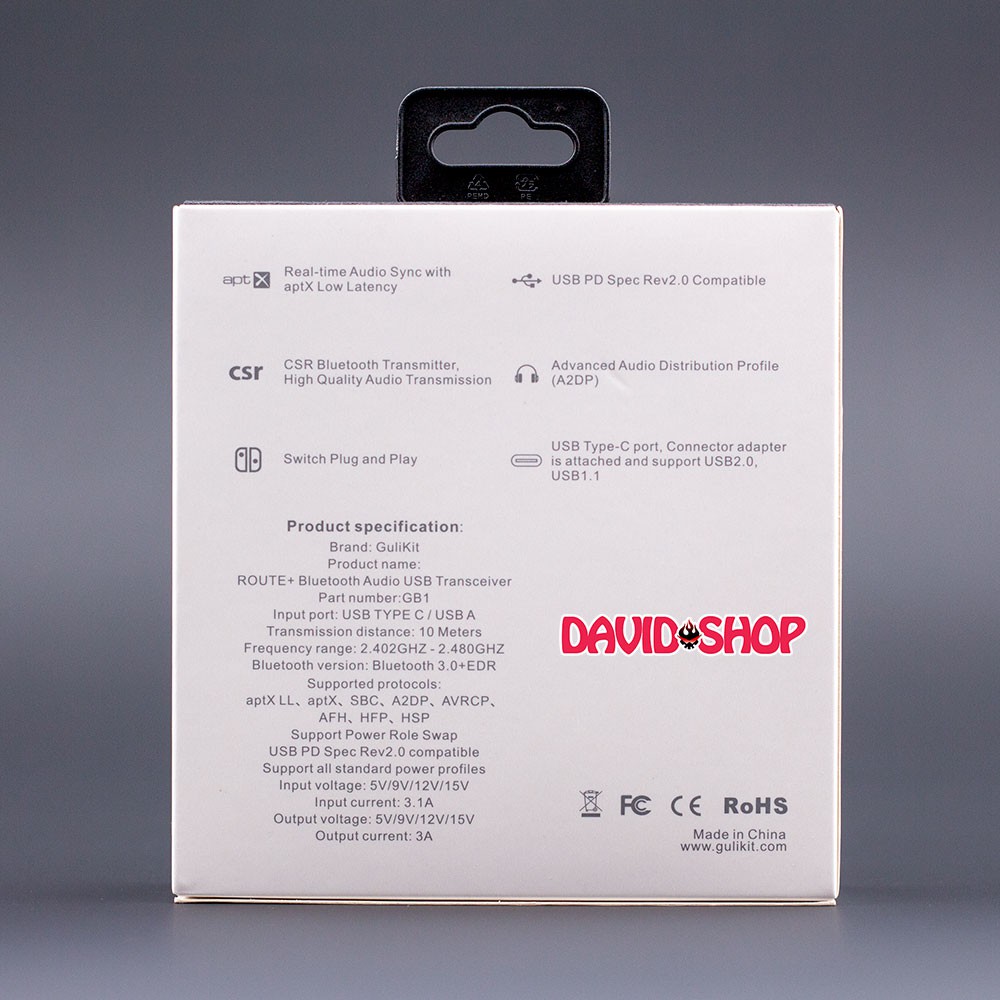 4
PEHD
PE
aptX
Real-time Audio Sync with
aptX Low Latency
USB PD Spec Rev2.0 Compatible
csr
CSR Bluetooth Transmitter,
High Quality Audio Transmission
Advanced Audio Distribution Profile
(A2DP)
Switch Plug and Play
USB Type-C port, Connector adapter
is attached and support USB2.0,
USB1.1
Product specification:
Brand: GuliKit
Product name:
ROUTE+ Bluetooth Audio USB Transceiver
Part number:GB1
Input port: USB TYPE C / USB A
Transmission distance: 10 Meters
Frequency range: 2.402GHZ - 2.480GHZ
Bluetooth version: Bluetooth 3.0+EDR
Supported protocols:
aptX LL、aptX、SBC、A2DP、AVRCP、
AFH、HFP、HSP
Support Power Role Swap
USB PD Spec Rev2.0 compatible
Support all standard power profiles
Input voltage: 5V/9V/12V/15V
Input current: 3.1A
Output voltage: 5V/9V/12V/15V
Output current: 3A
DAVID SHOP
FC CE RoHS
Made in China
www.gulikit.com